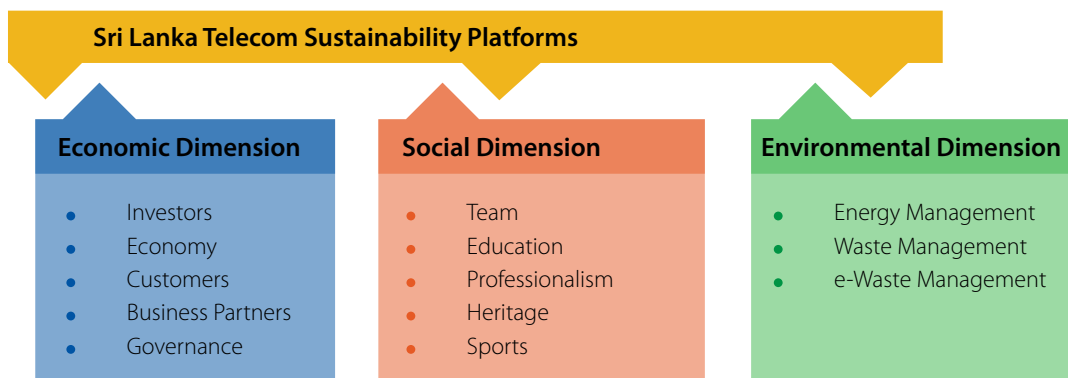 Sri Lanka Telecom Sustainability Platforms
Economic Dimension
Investors
Economy
Customers
Business Partners
Governance
Social Dimension
Team
Education
Professionalism
Heritage
Sports
Environmental Dimension
Energy Management
Waste Management
e-Waste Management